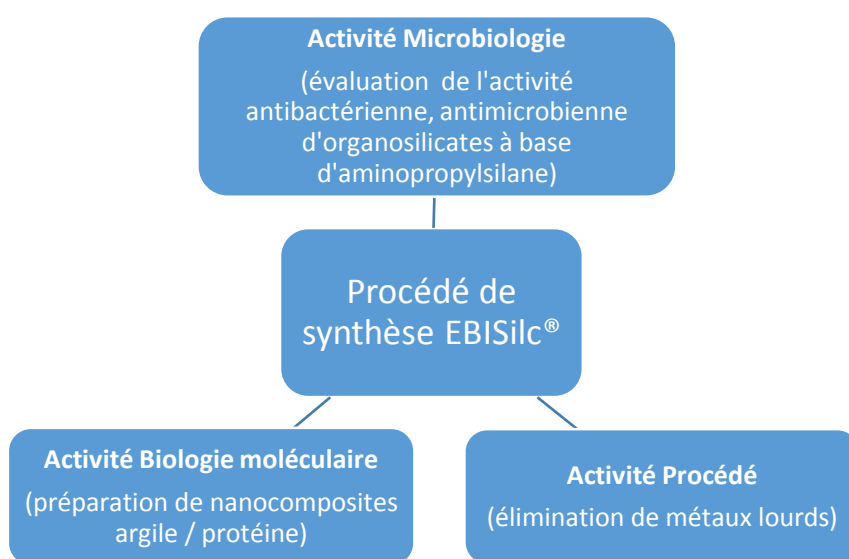 Activité Microbiologie
(évaluation de l'activité
antibactérienne, antimicrobienne
d'organosilicates à base
d'aminopropylsilane)
Procédé de
synthèse EBISilc®
Activité Biologie moléculaire
(préparation de nanocomposites
argile / protéine)
Activité Procédé
(élimination de métaux lourds)